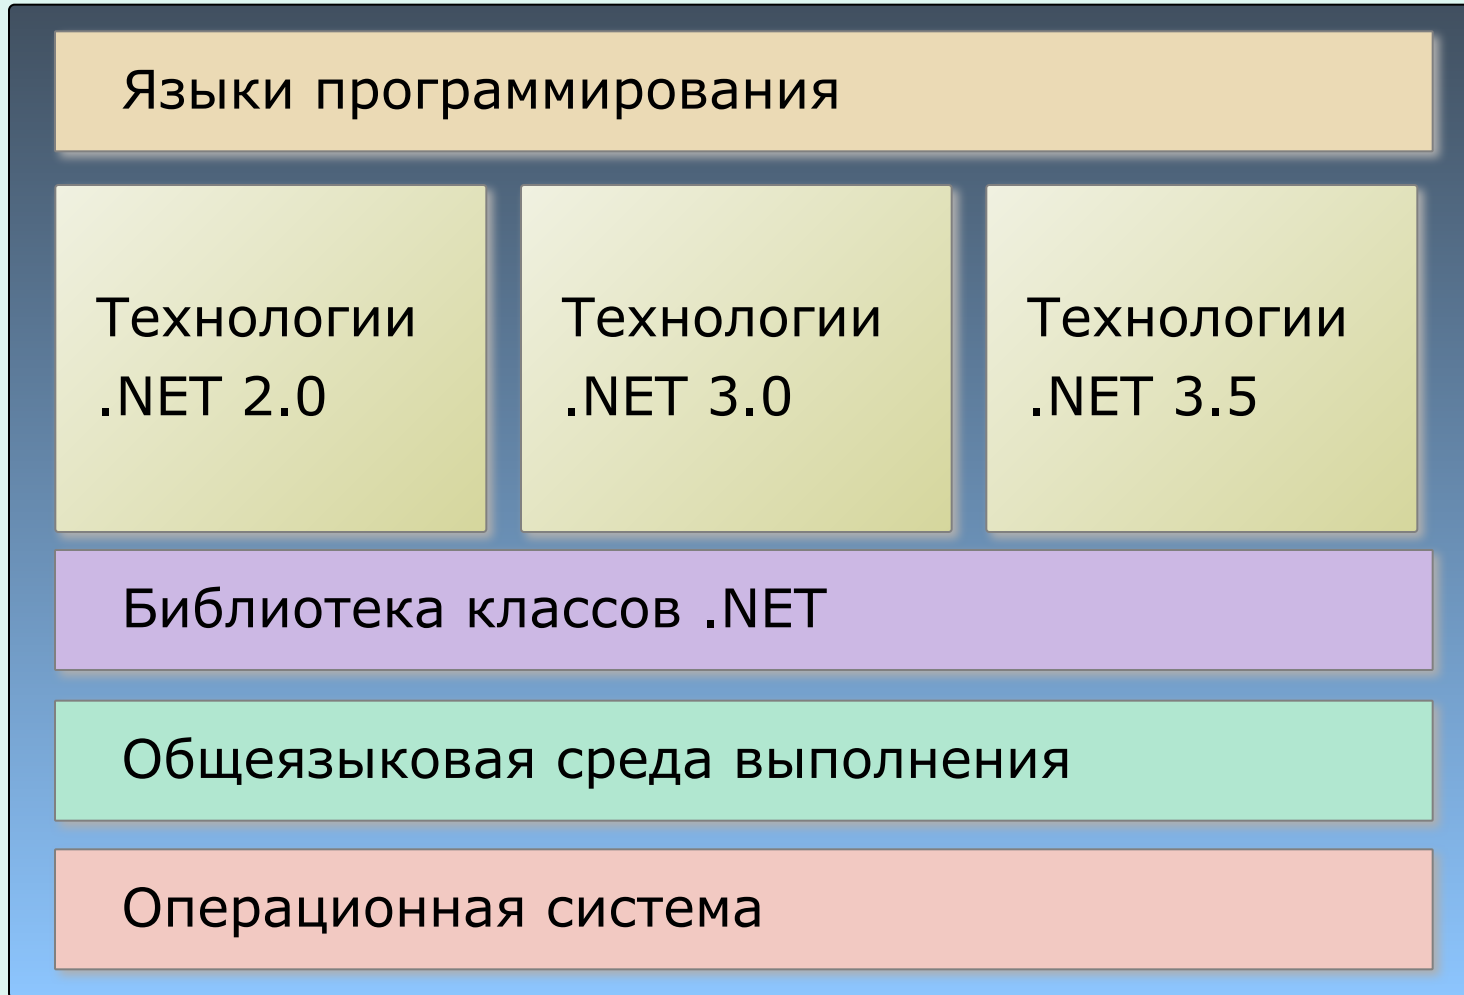 Языки программирования
Технологии
.NET 2.0
Технологии
.NET 3.0
Технологии
.NET 3.5
Библиотека классов .NET
Общеязыковая среда выполнения
Операционная система